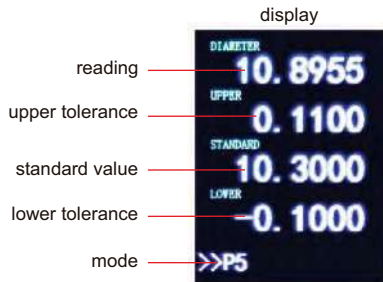 display
DIAMETER
reading 10.8955
UPPER
upper tolerance 0.1100
STANDARD
standard value 10.3000
LOWER
lower tolerance -0.1000
mode >>P5